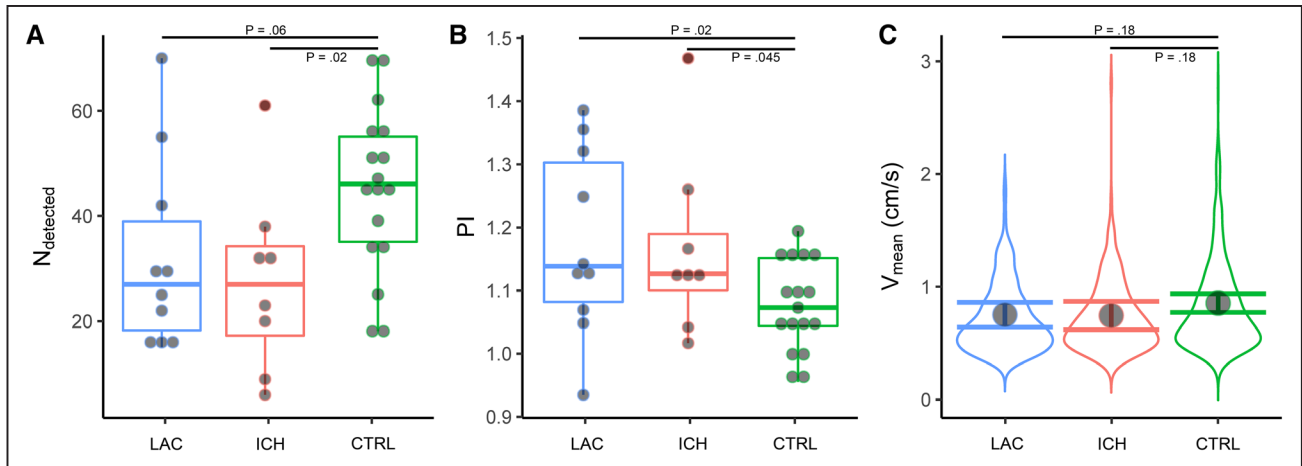 A
P = .06
P = .02
N detected
60
40
20
LAC ICH CTRL
B
P = .02
P = .045
PI
1.5
1.4
1.3
1.2
1.1
1.0
0.9
LAC ICH CTRL
C
P = .18
P = .18
V mean (cm/s)
3
2
1
0
LAC ICH CTRL